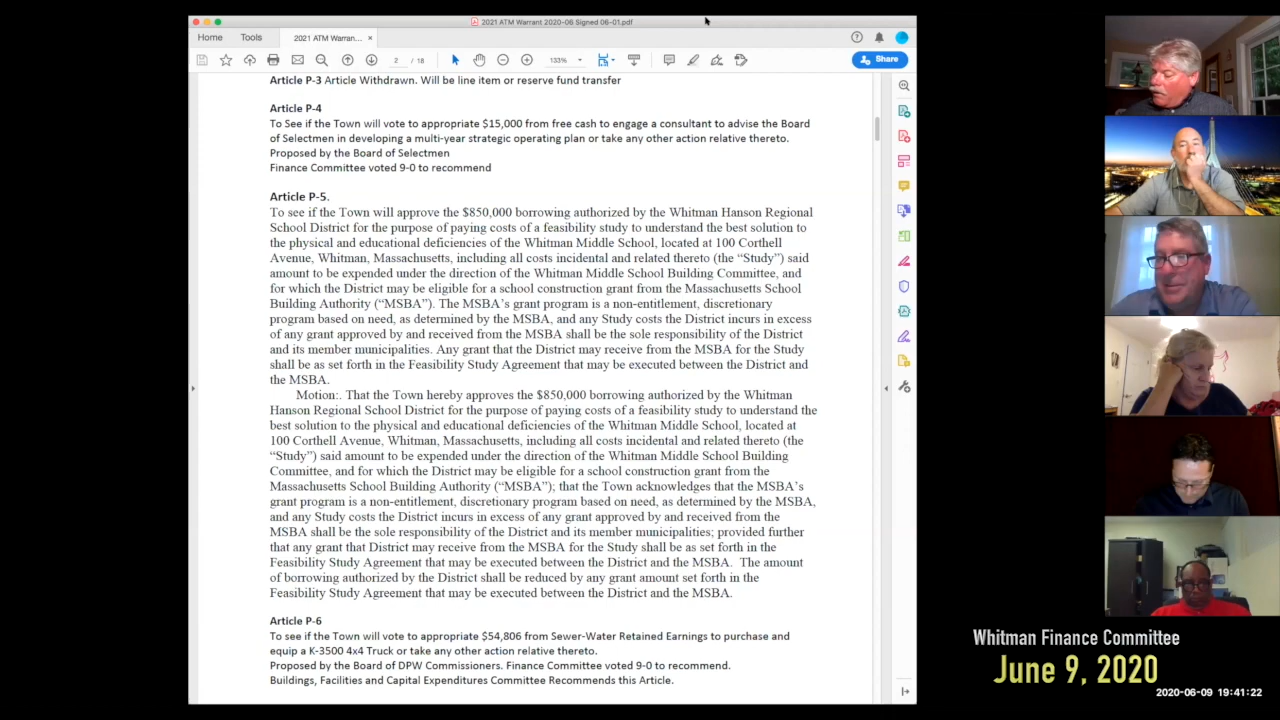 2021 ATM Warrant 2020-06 Signed 06-01.pdf
Home
Tools
2021 ATM Warran... ×
2 / 18
133%
Share
Article P-3 Article Withdrawn. Will be line item or reserve fund transfer
Article P-4
To See if the Town will vote to appropriate $15,000 from free cash to engage a consultant to advise the Board
of Selectmen in developing a multi-year strategic operating plan or take any other action relative thereto.
Proposed by the Board of Selectmen
Finance Committee voted 9-0 to recommend
Article P-5.
To see if the Town will approve the $850,000 borrowing authorized by the Whitman Hanson Regional
School District for the purpose of paying costs of a feasibility study to understand the best solution to
the physical and educational deficiencies of the Whitman Middle School, located at 100 Corthell
Avenue, Whitman, Massachusetts, including all costs incidental and related thereto (the “Study”) said
amount to be expended under the direction of the Whitman Middle School Building Committee, and
for which the District may be eligible for a school construction grant from the Massachusetts School
Building Authority (“MSBA”). The MSBA’s grant program is a non-entitlement, discretionary
program based on need, as determined by the MSBA, and any Study costs the District incurs in excess
of any grant approved by and received from the MSBA shall be the sole responsibility of the District
and its member municipalities. Any grant that the District may receive from the MSBA for the Study
shall be as set forth in the Feasibility Study Agreement that may be executed between the District and
the MSBA.
Motion:. That the Town hereby approves the $850,000 borrowing authorized by the Whitman
Hanson Regional School District for the purpose of paying costs of a feasibility study to understand the
best solution to the physical and educational deficiencies of the Whitman Middle School, located at
100 Corthell Avenue, Whitman, Massachusetts, including all costs incidental and related thereto (the
“Study”) said amount to be expended under the direction of the Whitman Middle School Building
Committee, and for which the District may be eligible for a school construction grant from the
Massachusetts School Building Authority (“MSBA”); that the Town acknowledges that the MSBA’s
grant program is a non-entitlement, discretionary program based on need, as determined by the MSBA,
and any Study costs the District incurs in excess of any grant approved by and received from the
MSBA shall be the sole responsibility of the District and its member municipalities; provided further
that any grant that District may receive from the MSBA for the Study shall be as set forth in the
Feasibility Study Agreement that may be executed between the District and the MSBA. The amount
of borrowing authorized by the District shall be reduced by any grant amount set forth in the
Feasibility Study Agreement that may be executed between the District and the MSBA.
Article P-6
To see if the Town will vote to appropriate $54,806 from Sewer-Water Retained Earnings to purchase and
equip a K-3500 4x4 Truck or take any other action relative thereto.
Proposed by the Board of DPW Commissioners. Finance Committee voted 9-0 to recommend.
Buildings, Facilities and Capital Expenditures Committee Recommends this Article.
Whitman Finance Committee
June 9, 2020
2020-06-09 19:41:22